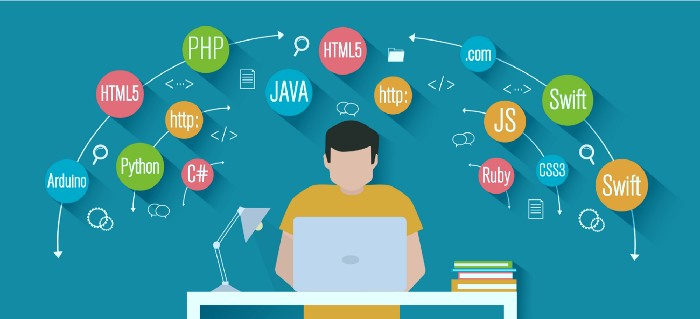 PHP
HTML5
.com
HTML5
JAVA
http:
Swift
http:
JS
Python
C#
Ruby
CSS3
Arduino
Swift